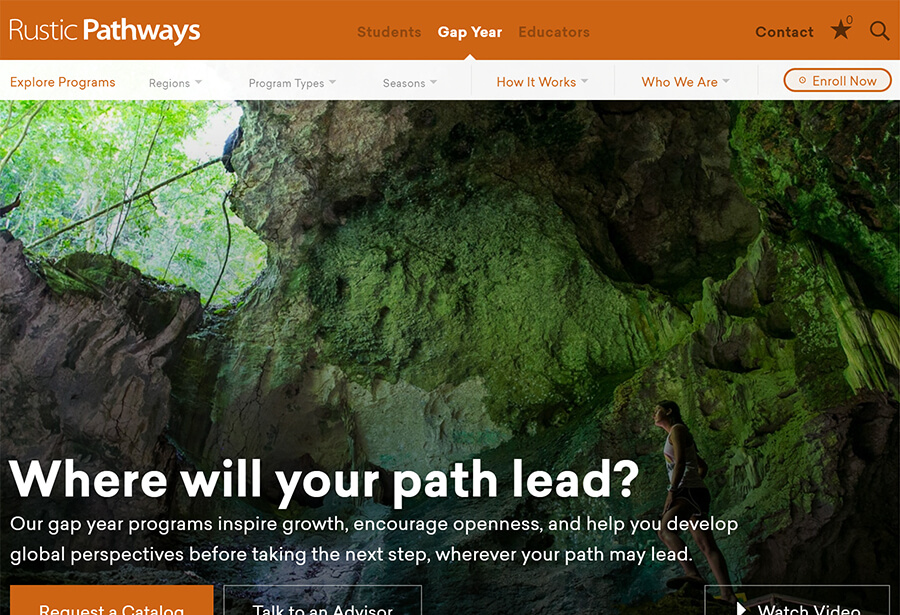 Rustic Pathways
Students Gap Year Educators
Contact 0
Explore Programs Regions Program Types Seasons How It Works Who We Are Enroll Now
Where will your path lead?
Our gap year programs inspire growth, encourage openness, and help you develop
global perspectives before taking the next step, wherever your path may lead.
Request a Catalog Talk to an Advisor Watch Video